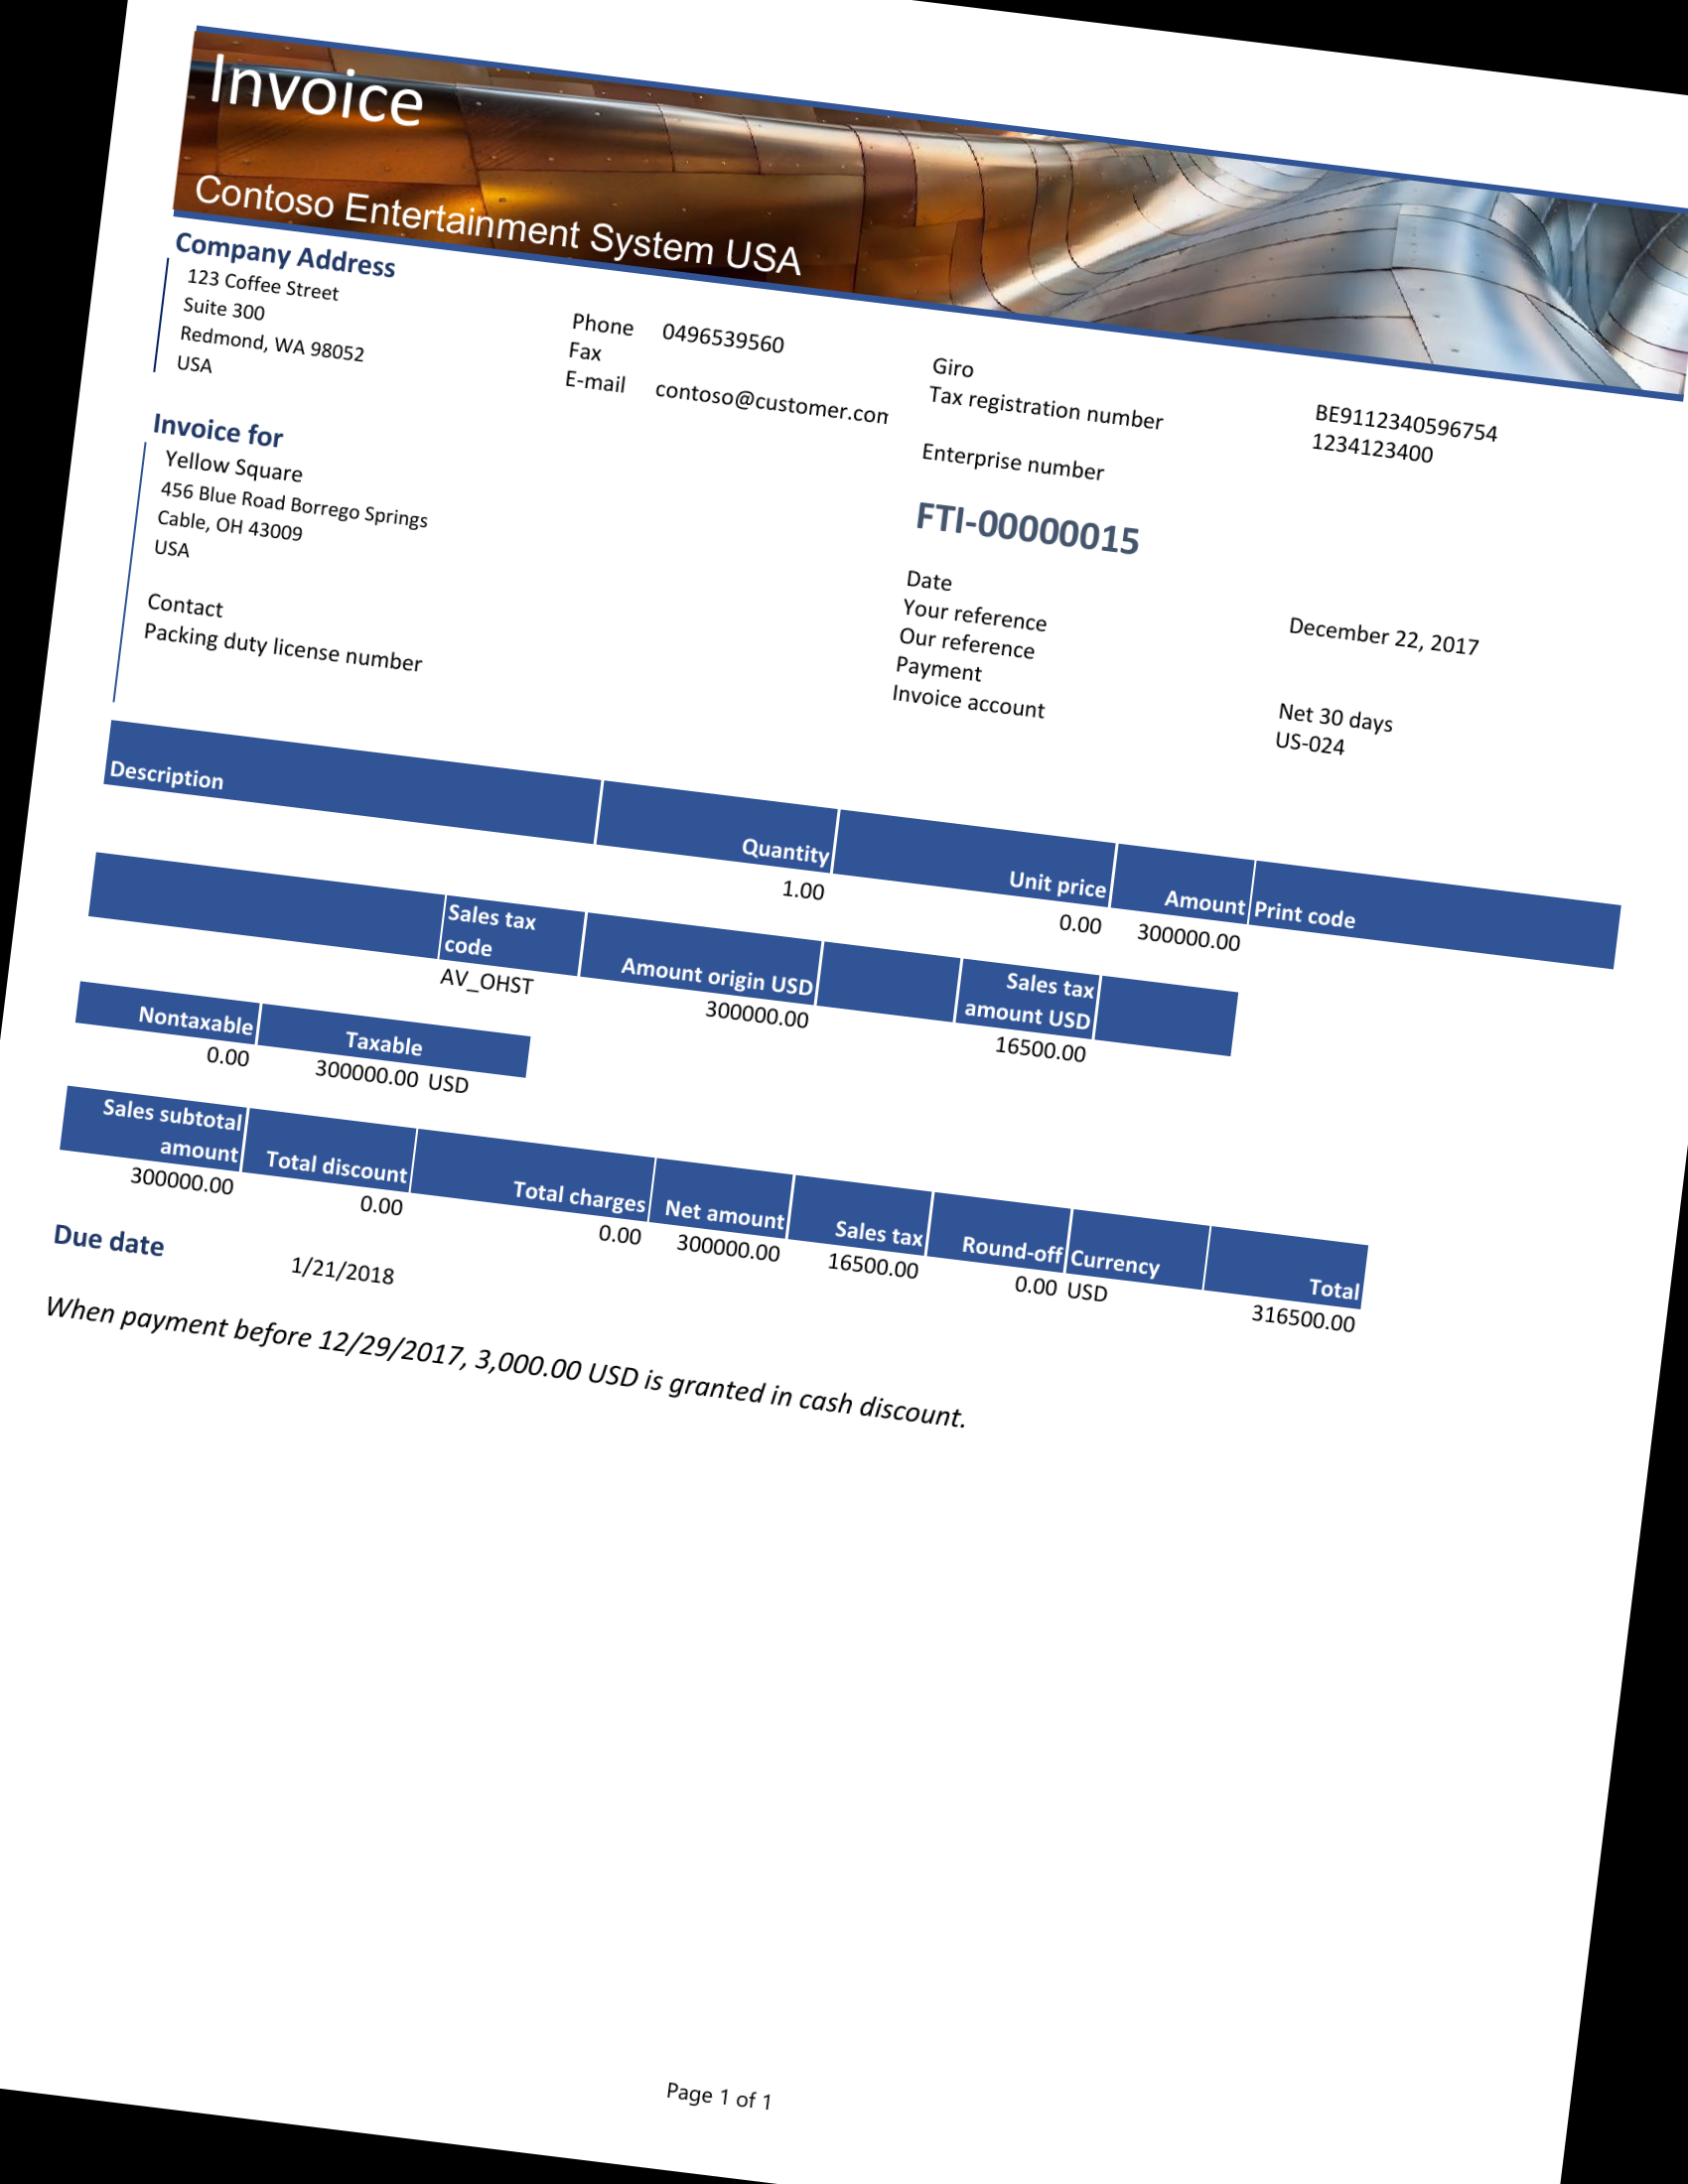 Invoice
Contoso Entertainment System USA
Company Address
123 Coffee Street
Suite 300
Redmond, WA 98052
USA
Phone 0496539560
Fax
E-mail contoso@customer.com
Giro BE9112340596754
Tax registration number 1234123400
Enterprise number
Invoice for
Yellow Square
456 Blue Road Borrego Springs
Cable, OH 43009
USA
Contact
Packing duty license number
FTI-00000015
Date December 22, 2017
Your reference
Our reference
Payment Net 30 days
Invoice account US-024
Description Quantity Unit price Amount Print code
1.00 0.00 300000.00
Sales tax
code Amount origin USD Sales tax
amount USD
AV_OHST 300000.00 16500.00
Nontaxable Taxable
0.00 300000.00 USD
Sales subtotal
amount Total discount Total charges Net amount Sales tax Round-off Currency Total
300000.00 0.00 0.00 300000.00 16500.00 0.00 USD 316500.00
Due date 1/21/2018
When payment before 12/29/2017, 3,000.00 USD is granted in cash discount.
Page 1 of 1